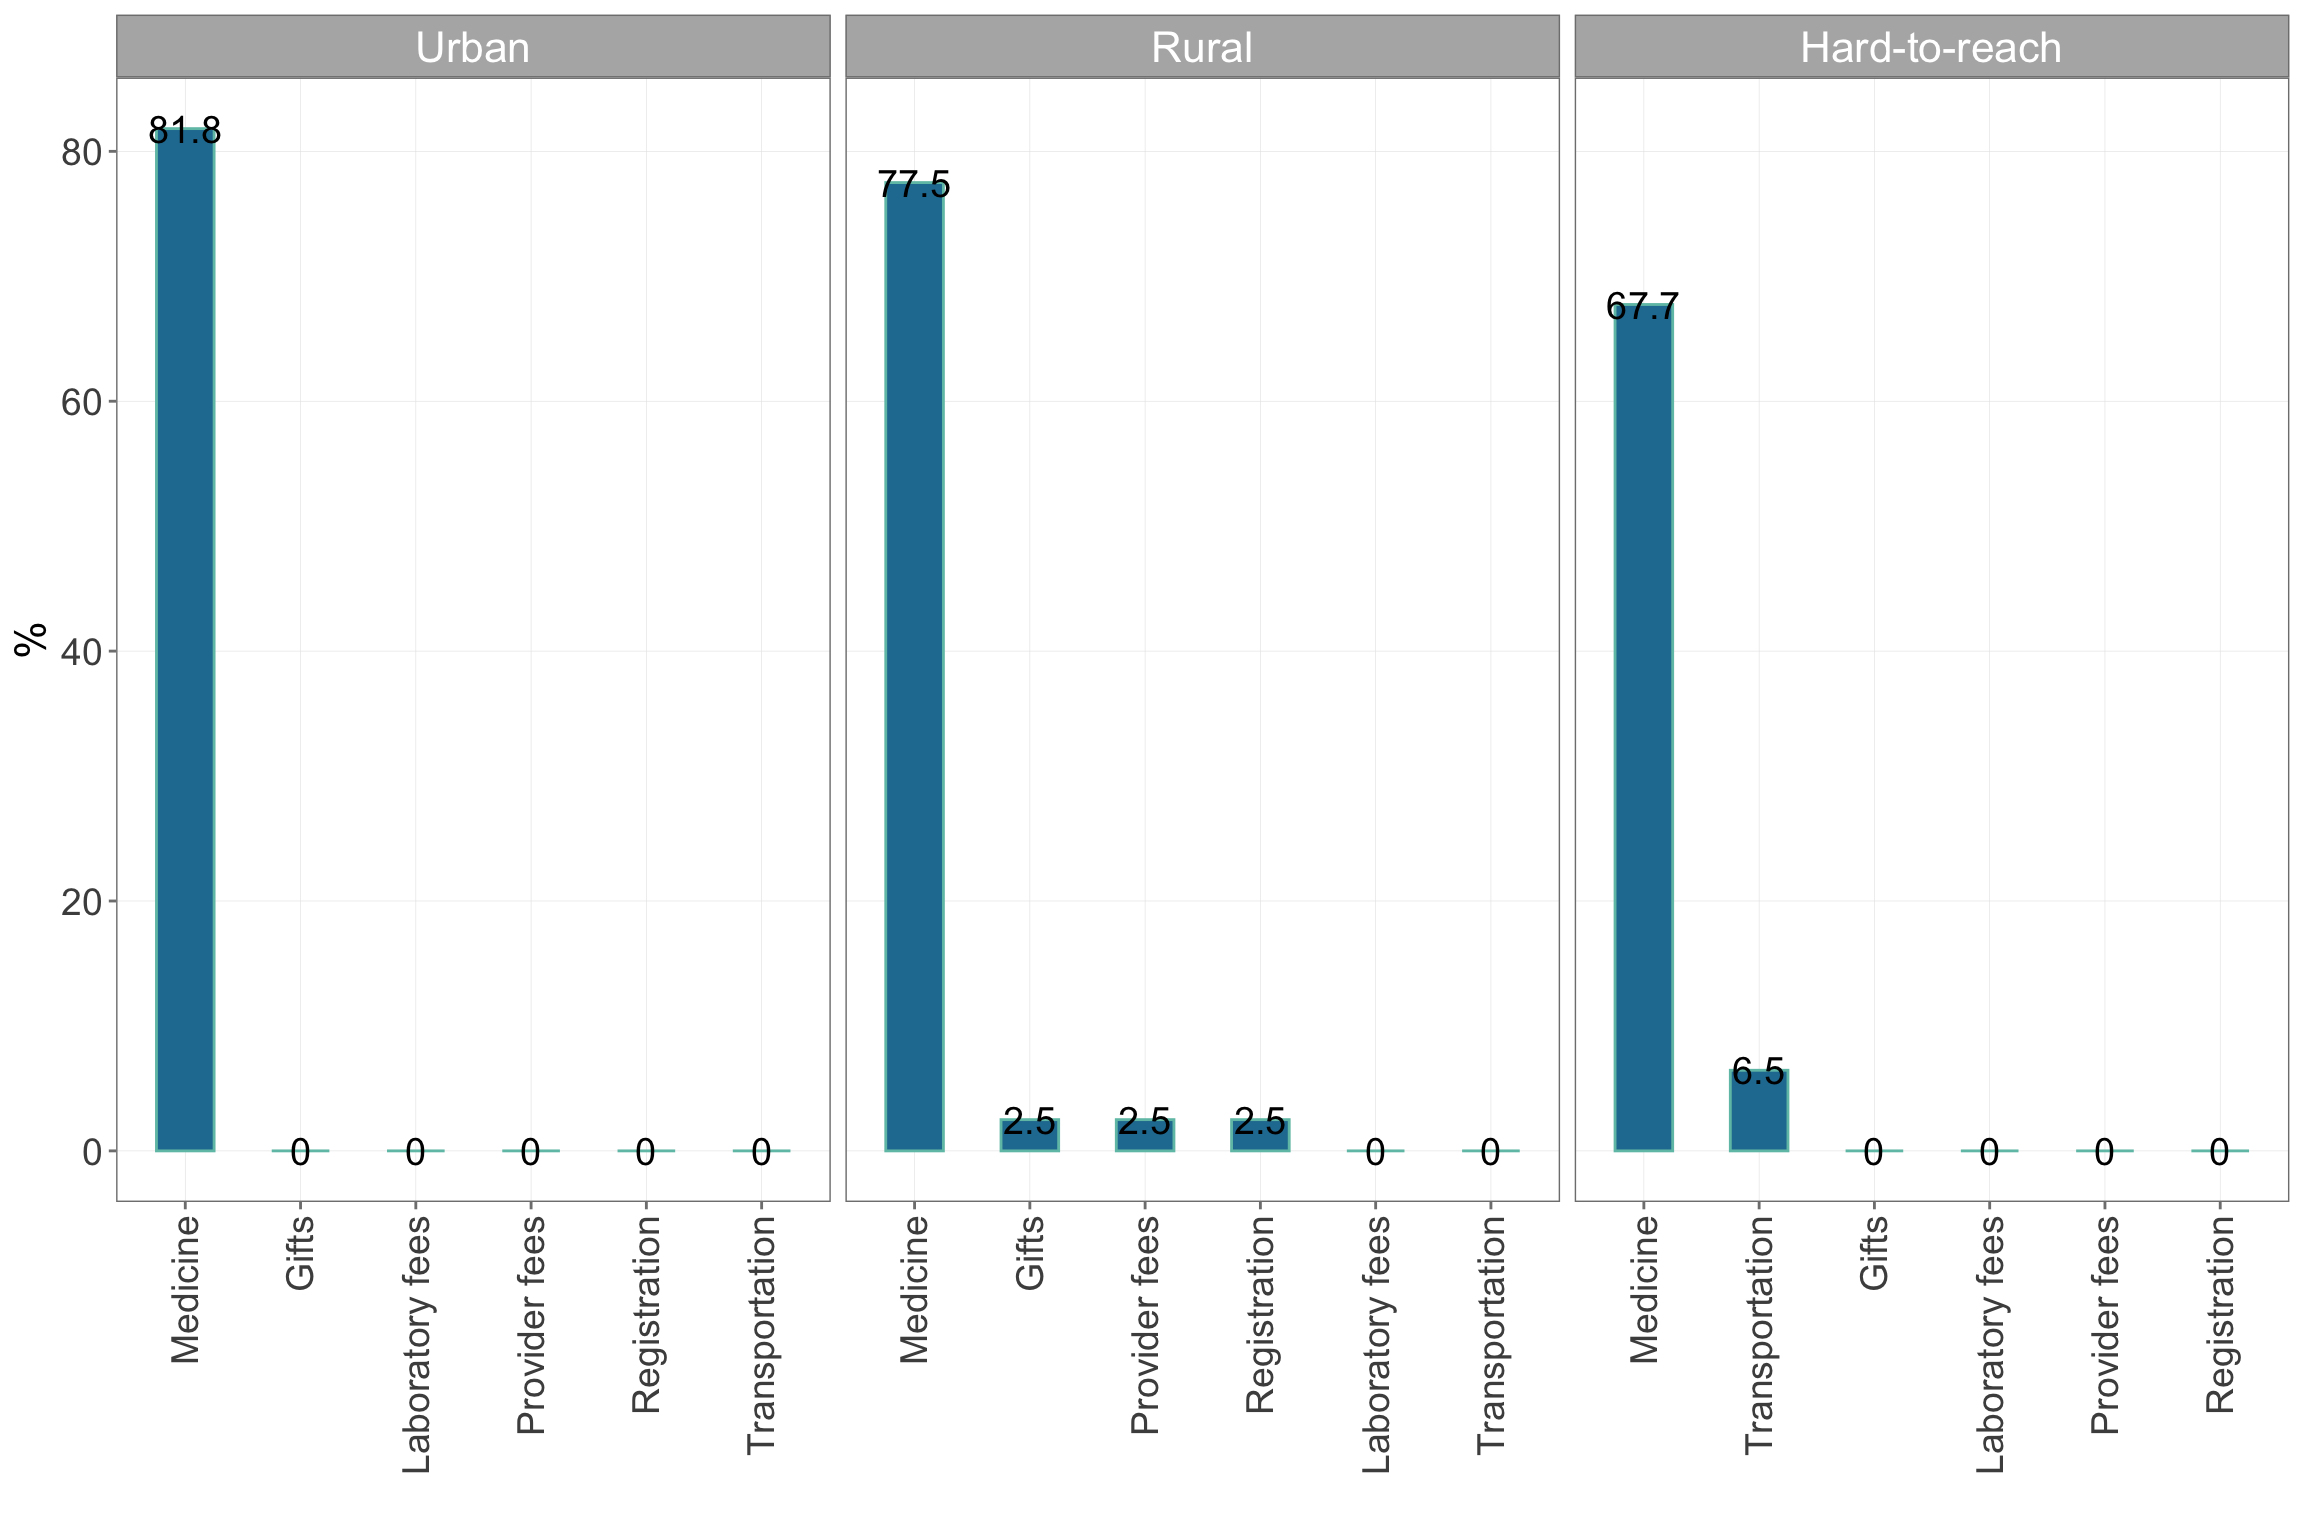 Urban
Rural
Hard-to-reach
%
80
60
40
20
0
81.8
0
0
0
0
0
77.5
2.5
2.5
2.5
0
0
67.7
6.5
0
0
0
0
Medicine
Gifts
Laboratory fees
Provider fees
Registration
Transportation
Medicine
Gifts
Provider fees
Registration
Laboratory fees
Transportation
Medicine
Transportation
Gifts
Laboratory fees
Provider fees
Registration